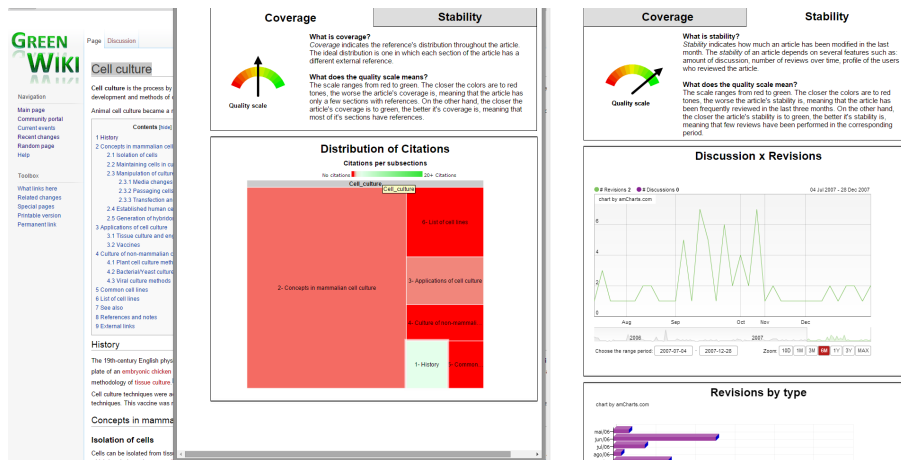 GREEN
WIKI
Navigation
Main page
Community portal
Current events
Recent changes
Random page
Help
Toolbox
What links here
Related changes
Special pages
Printable version
Permanent link
Page Discussion
Cell culture
Cell culture is the process by
development and methods of
Animal cell culture became a
Contents [hide]
1 History
2 Concepts in mammalian cell
2.1 Isolation of cells
2.2 Maintaining cells in cu
2.3 Manipulation of culture
2.3.1 Media changes
2.3.2 Passaging cells
2.3.3 Transfection an
2.4 Established human ce
2.5 Generation of hybrido
3 Applications of cell culture
3.1 Tissue culture and eng
3.2 Vaccines
4 Culture of non-mammalian c
4.1 Plant cell culture meth
4.2 Bacterial/Yeast culture
4.3 Viral culture methods
5 Common cell lines
6 List of cell lines
7 See also
8 References and notes
9 External links
History
The 19th-century English phys
plate of an embryonic chicken
methodology of tissue culture.
Cell culture techniques were a
techniques. This vaccine was
Concepts in mamma
Isolation of cells
Cells can be isolated from tiss
Coverage Stability
What is coverage?
Coverage indicates the reference's distribution throughout the article.
The ideal distribution is one in which each section of the article has a
different external reference.
What does the quality scale means?
The scale ranges from red to green. The closer the colors are to red
tones, the worse the article's coverage is, meaning that the article has
only a few sections with references. On the other hand, the closer the
article's coverage is to green, the better it's coverage is, meaning that
most of it's sections have references.
Quality scale
Distribution of Citations
Citations per subsections
No citations 20+ Citations
Cell_culture
Cell_culture
2- Concepts in mammalian cell culture
6- List of cell lines
3- Applications of cell culture
4- Culture of non-mammali...
1- History
5- Common...
Coverage Stability
What is stability?
Stability indicates how much an article has been modified in the last
month. The stability of an article depends on several features such as:
amount of discussion, number of reviews over time, profile of the users
who reviewed the article.
What does the quality scale mean?
The scale ranges from red to green. The closer the colors are to red
tones, the worse the article's stability is, meaning that the article has
been frequently reviewed in the last three months. On the other hand,
the closer the article's stability is to green, the better it's stability is,
meaning that few reviews have been performed in the corresponding
period.
Quality scale
Discussion x Revisions
# Revisions 2 # Discussions 0 04 Jul 2007 - 28 Dec 2007
chart by amCharts.com
6
4
2
0
Aug Sep Oct Nov Dec
2006 2007
Choose the range period: 2007-07-04 - 2007-12-28 Zoom: 10D 1M 3M 6M 1Y 3Y MAX
Revisions by type
chart by amCharts.com
mai/06
jun/06
jul/06
ago/06